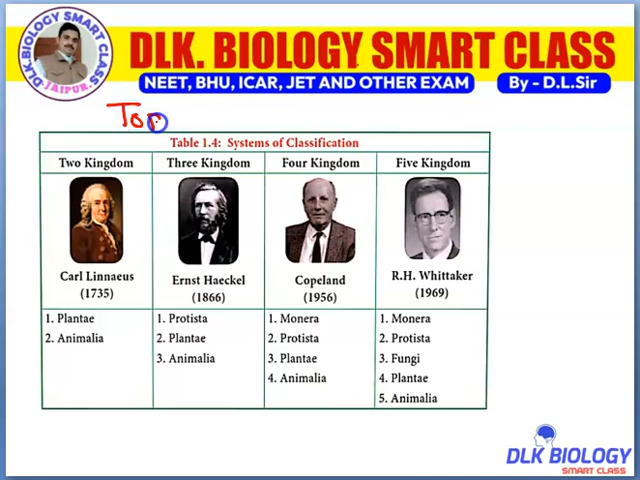 DLK.BIOLOGY SMART CLASS
JAIPUR.
DLK. BIOLOGY SMART CLASS
NEET, BHU, ICAR, JET AND OTHER EXAM
By - D.L.Sir
Top
Table 1.4: Systems of Classification
Two Kingdom Three Kingdom Four Kingdom Five Kingdom
Carl Linnaeus Ernst Haeckel Copeland R.H. Whittaker
(1735) (1866) (1956) (1969)
1. Plantae 1. Protista 1. Monera 1. Monera
2. Animalia 2. Plantae 2. Protista 2. Protista
3. Animalia 3. Plantae 3. Fungi
4. Animalia 4. Plantae
5. Animalia
DLK BIOLOGY
SMART CLASS